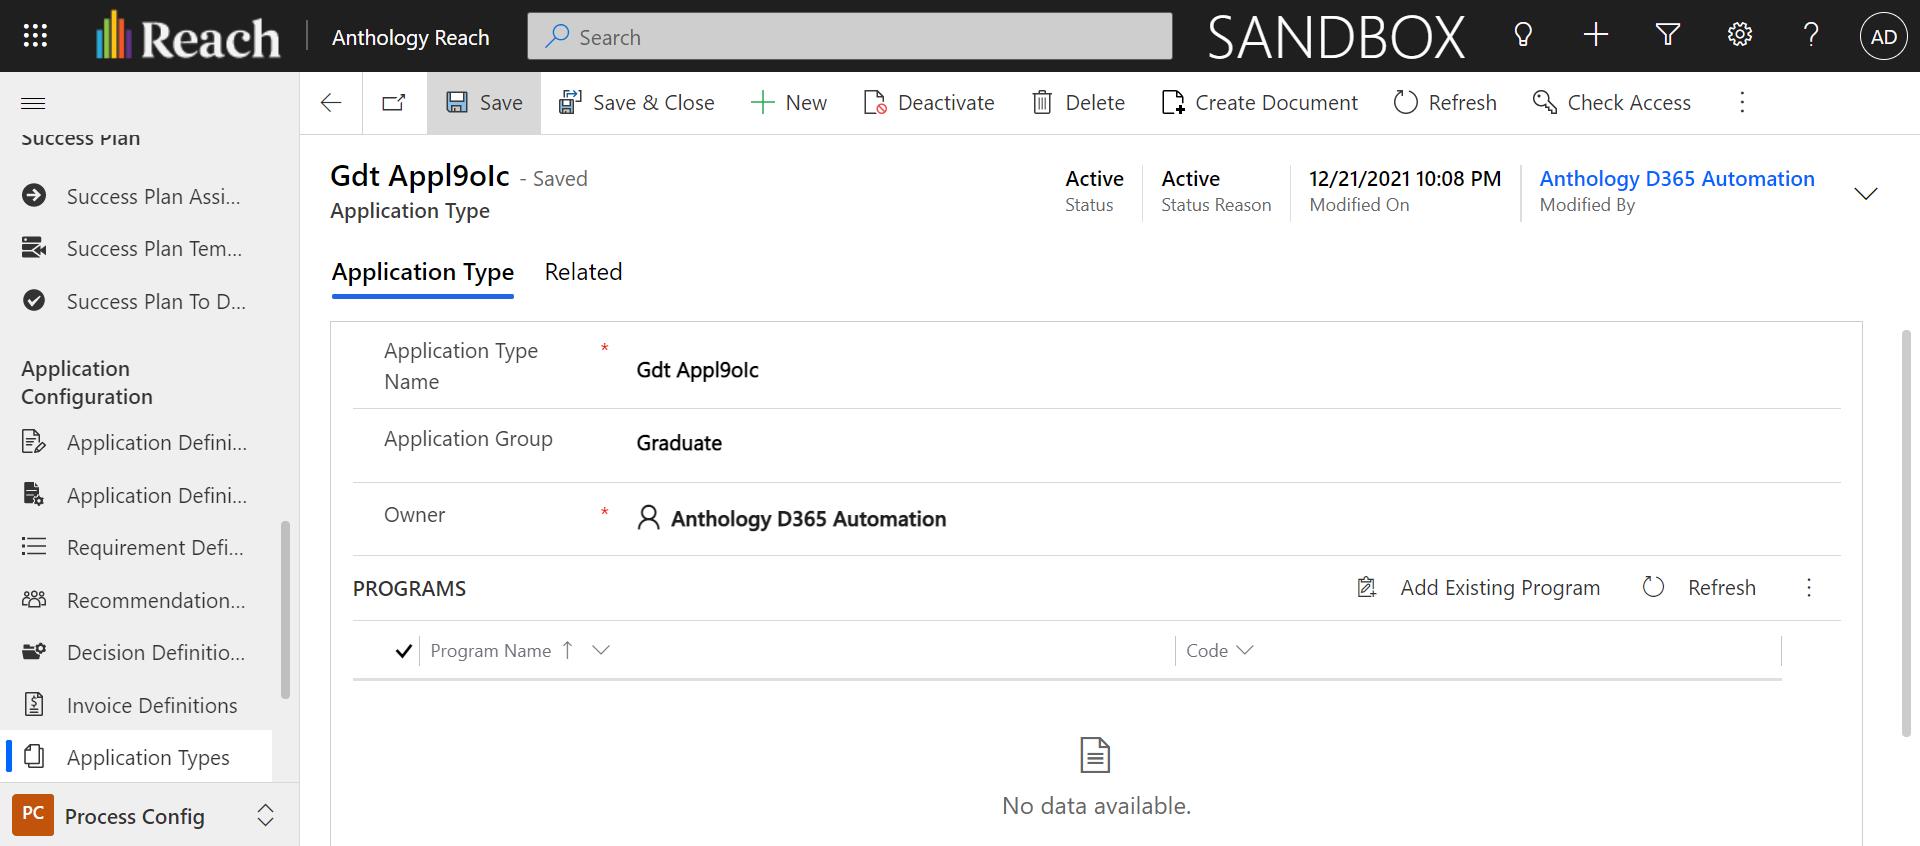 Reach
Anthology Reach
Search
SANDBOX
AD
Save
Save & Close
New
Deactivate
Delete
Create Document
Refresh
Check Access
Success Plan
Success Plan Assi...
Success Plan Tem...
Success Plan To D...
Application
Configuration
Application Defini...
Application Defini...
Requirement Defi...
Recommendation...
Decision Definitio...
Invoice Definitions
Application Types
PC
Process Config
Gdt Appl9oIc - Saved
Application Type
Active
Status
Active
Status Reason
12/21/2021 10:08 PM
Modified On
Anthology D365 Automation
Modified By
Application Type
Related
Application Type
Name
*
Gdt Appl9oIc
Application Group
Graduate
Owner
*
Anthology D365 Automation
PROGRAMS
Add Existing Program
Refresh
Program Name
Code
No data available.